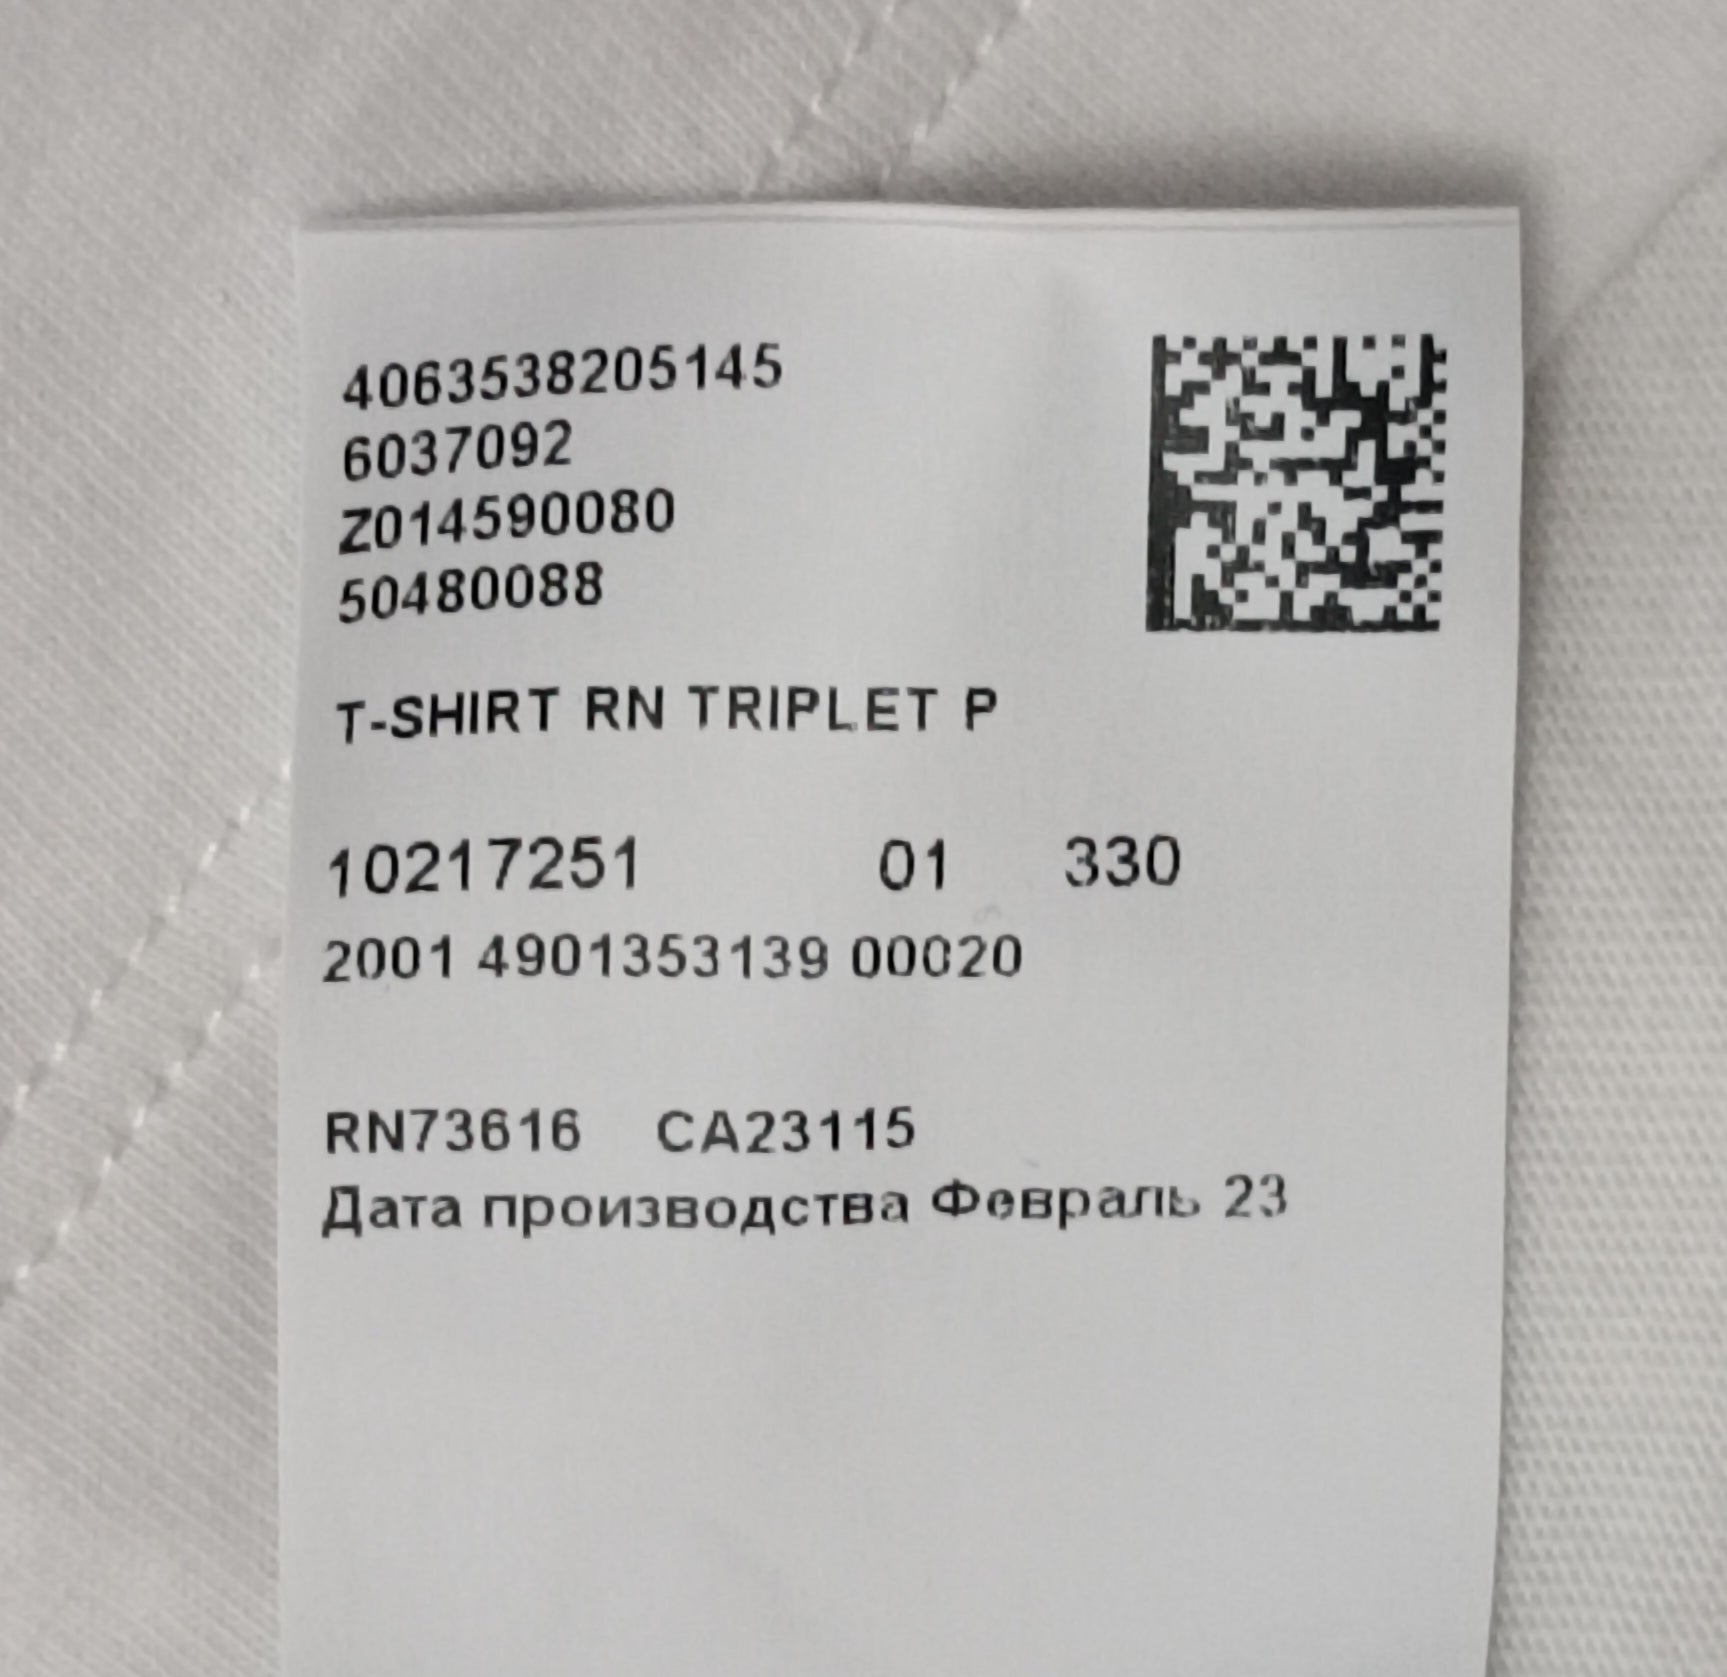 4063538205145
6037092
Z014590080
50480088
T-SHIRT RN TRIPLET P
10217251 01 330
2001 4901353139 00020
RN73616 CA23115
Дата производства Февраль 23